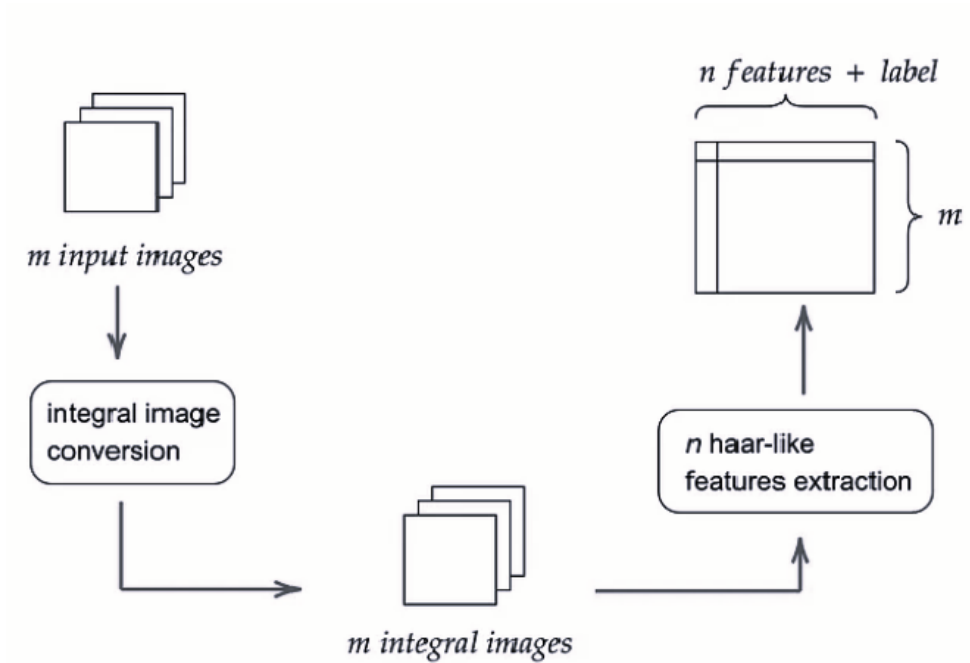 n features + label
m
m input images
integral image
conversion
n haar-like
features extraction
m integral images